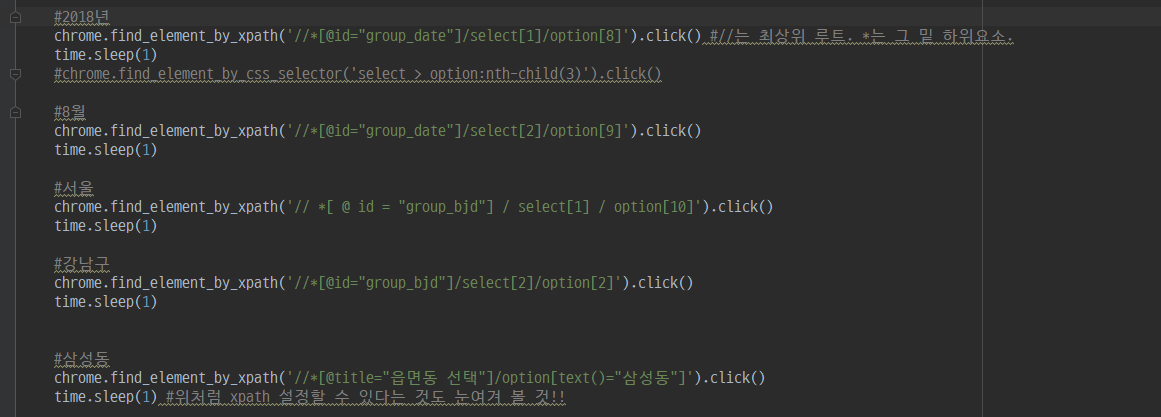 #2018년
chrome.find_element_by_xpath('//*[@id="group_date"]/select[1]/option[8]').click() #//는 최상위 루트. *는 그 밑 하위요소.
time.sleep(1)
#chrome.find_element_by_css_selector('select > option:nth-child(3)').click()
#8월
chrome.find_element_by_xpath('//*[@id="group_date"]/select[2]/option[9]').click()
time.sleep(1)
#서울
chrome.find_element_by_xpath('// *[ @ id = "group_bjd"] / select[1] / option[10]').click()
time.sleep(1)
#강남구
chrome.find_element_by_xpath('//*[@id="group_bjd"]/select[2]/option[2]').click()
time.sleep(1)
#삼성동
chrome.find_element_by_xpath('//*[@title="읍면동 선택"]/option[text()="삼성동"]').click()
time.sleep(1) #위처럼 xpath 설정할 수 있다는 것도 눈여겨 볼 것!!